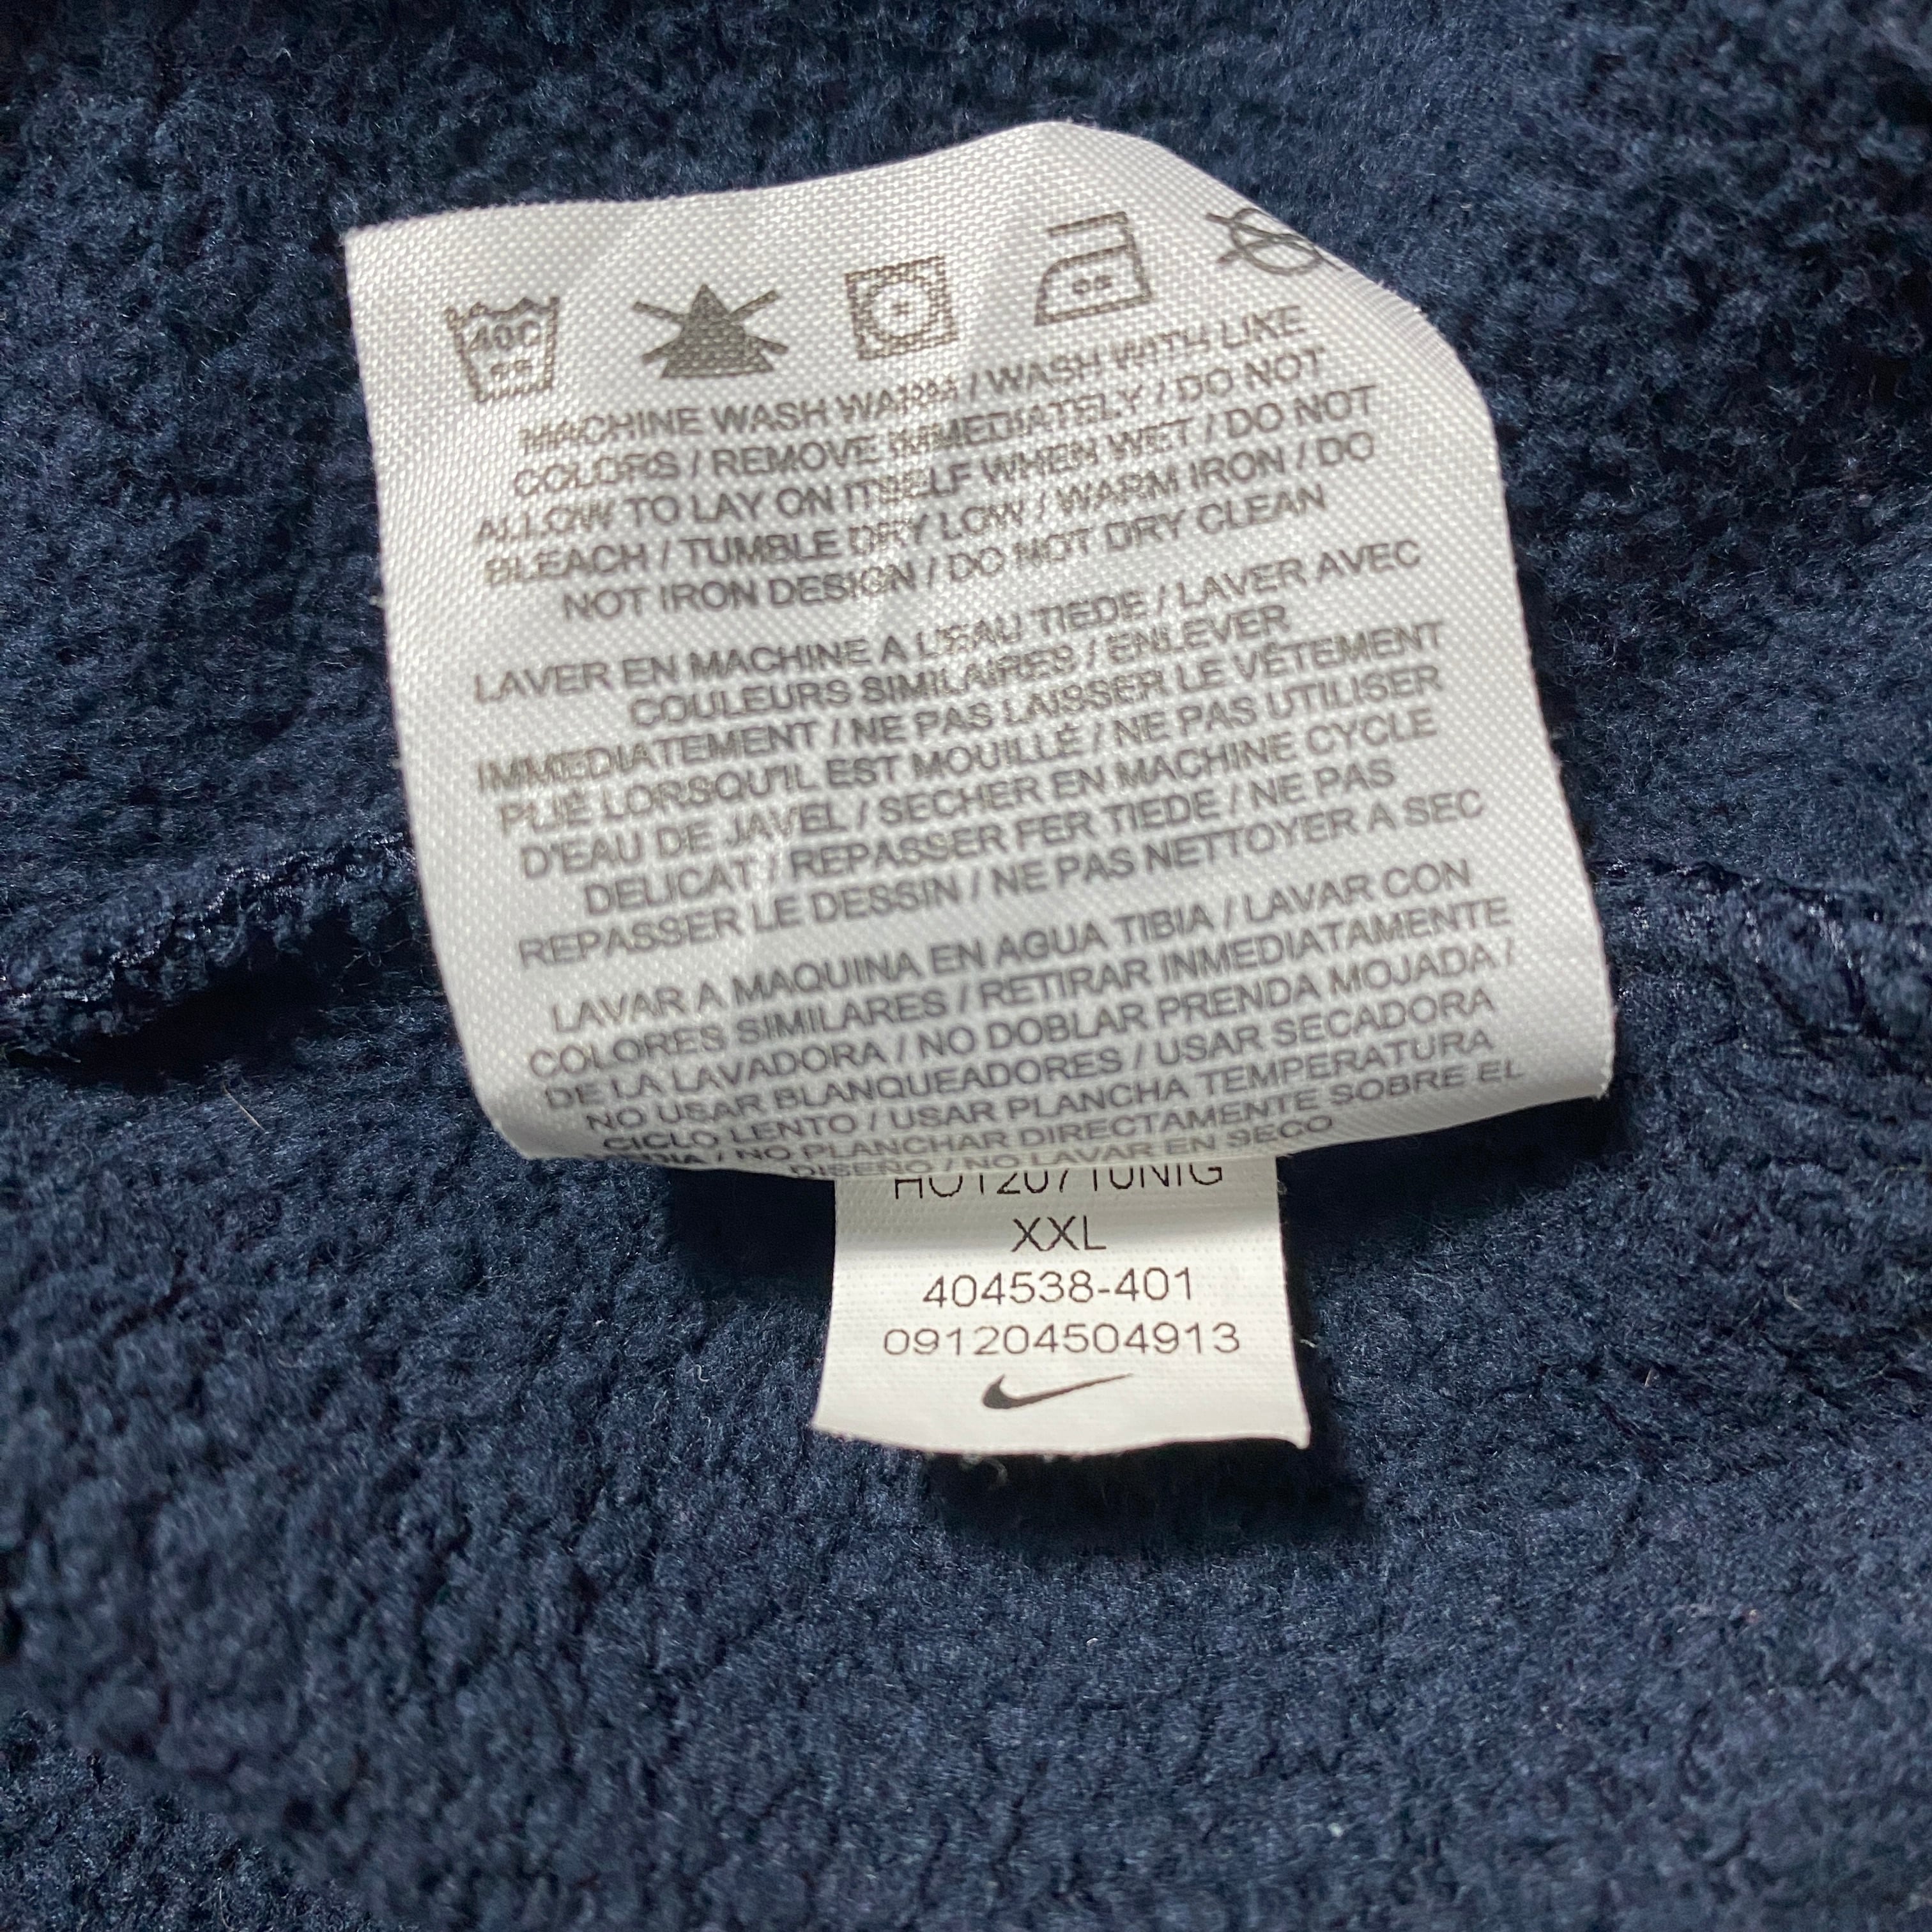 40C
MACHINE WASH WARM / WASH WITH LIKE
COLORS / REMOVE IMMEDIATELY / DO NOT
ALLOW TO LAY ON ITSELF WHEN WET / DO NOT
BLEACH / TUMBLE DRY LOW / WARM IRON / DO
NOT IRON DESIGN / DO NOT DRY CLEAN
LAVER EN MACHINE A L'EAU TIEDE / LAVER AVEC
COULEURS SIMILAIRES / ENLEVER
IMMEDIATEMENT / NE PAS LAISSER LE VÊTEMENT
PLIÉ LORSQU'IL EST MOUILLÉ / NE PAS UTILISER
D'EAU DE JAVEL / SECHER EN MACHINE CYCLE
DELICAT / REPASSER FER TIEDE / NE PAS
REPASSER LE DESSIN / NE PAS NETTOYER A SEC
LAVAR A MAQUINA EN AGUA TIBIA / LAVAR CON
COLORES SIMILARES / RETIRAR INMEDIATAMENTE
DE LA LAVADORA / NO DOBLAR PRENDA MOJADA /
NO USAR BLANQUEADORES / USAR SECADORA
CICLO LENTO / USAR PLANCHA TEMPERATURA
/ NO PLANCHAR DIRECTAMENTE SOBRE EL
DISEÑO / NO LAVAR EN SECO
XXL
404538-401
091204504913